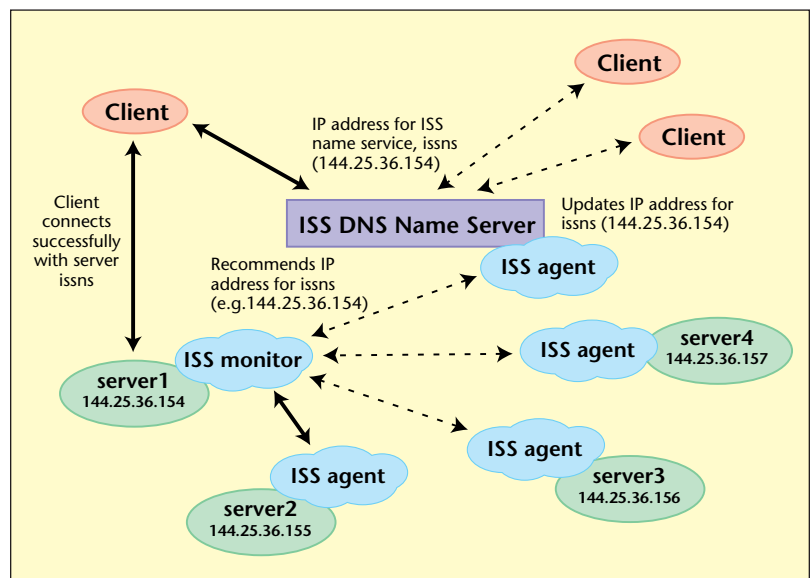 Client
Client
Client
IP address for ISS
name service, issns
(144.25.36.154)
Client
connects
successfully
with server
issns
ISS DNS Name Server
Updates IP address for
issns (144.25.36.154)
Recommends IP
address for issns
(e.g.144.25.36.154)
ISS agent
ISS monitor
server1
144.25.36.154
ISS agent
server4
144.25.36.157
ISS agent
server2
144.25.36.155
ISS agent
server3
144.25.36.156